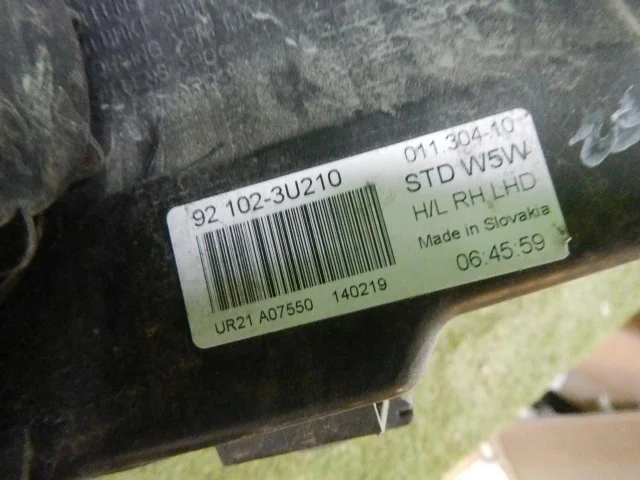 92 102-3U210
UR21 A07550 140219
011.304-10
STD W5W
H/L RH LHD
Made in Slovakia
06:45:59